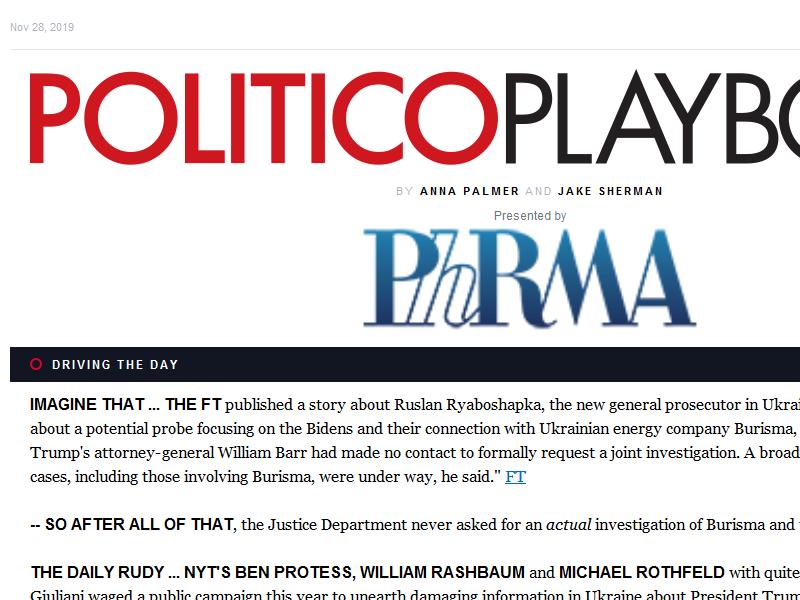 Nov 28, 2019
POLITICOPLAYBO
BY ANNA PALMER AND JAKE SHERMAN
Presented by
PhRMA
DRIVING THE DAY
IMAGINE THAT ... THE FT published a story about Ruslan Ryaboshapka, the new general prosecutor in Ukrai
about a potential probe focusing on the Bidens and their connection with Ukrainian energy company Burisma,
Trump's attorney-general William Barr had made no contact to formally request a joint investigation. A broad
cases, including those involving Burisma, were under way, he said." FT
-- SO AFTER ALL OF THAT, the Justice Department never asked for an actual investigation of Burisma and
THE DAILY RUDY ... NYT'S BEN PROTESS, WILLIAM RASHBAUM and MICHAEL ROTHFELD with quite
Giuliani waged a public campaign this year to unearth damaging information in Ukraine about President Trum